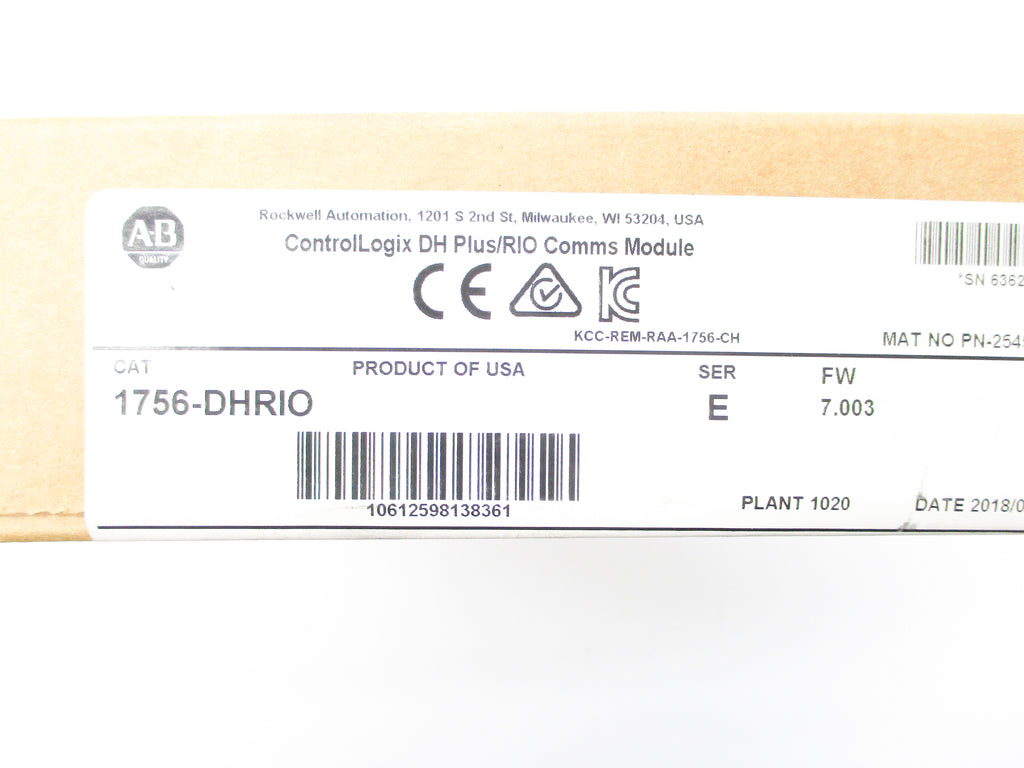 AB
QUALITY
Rockwell Automation, 1201 S 2nd St, Milwaukee, WI 53204, USA
ControlLogix DH Plus/RIO Comms Module
CE
KCC-REM-RAA-1756-CH
*SN 6362
MAT NO PN-254
CAT
PRODUCT OF USA
SER
FW
1756-DHRIO
E
7.003
10612598138361
PLANT 1020
DATE 2018/0